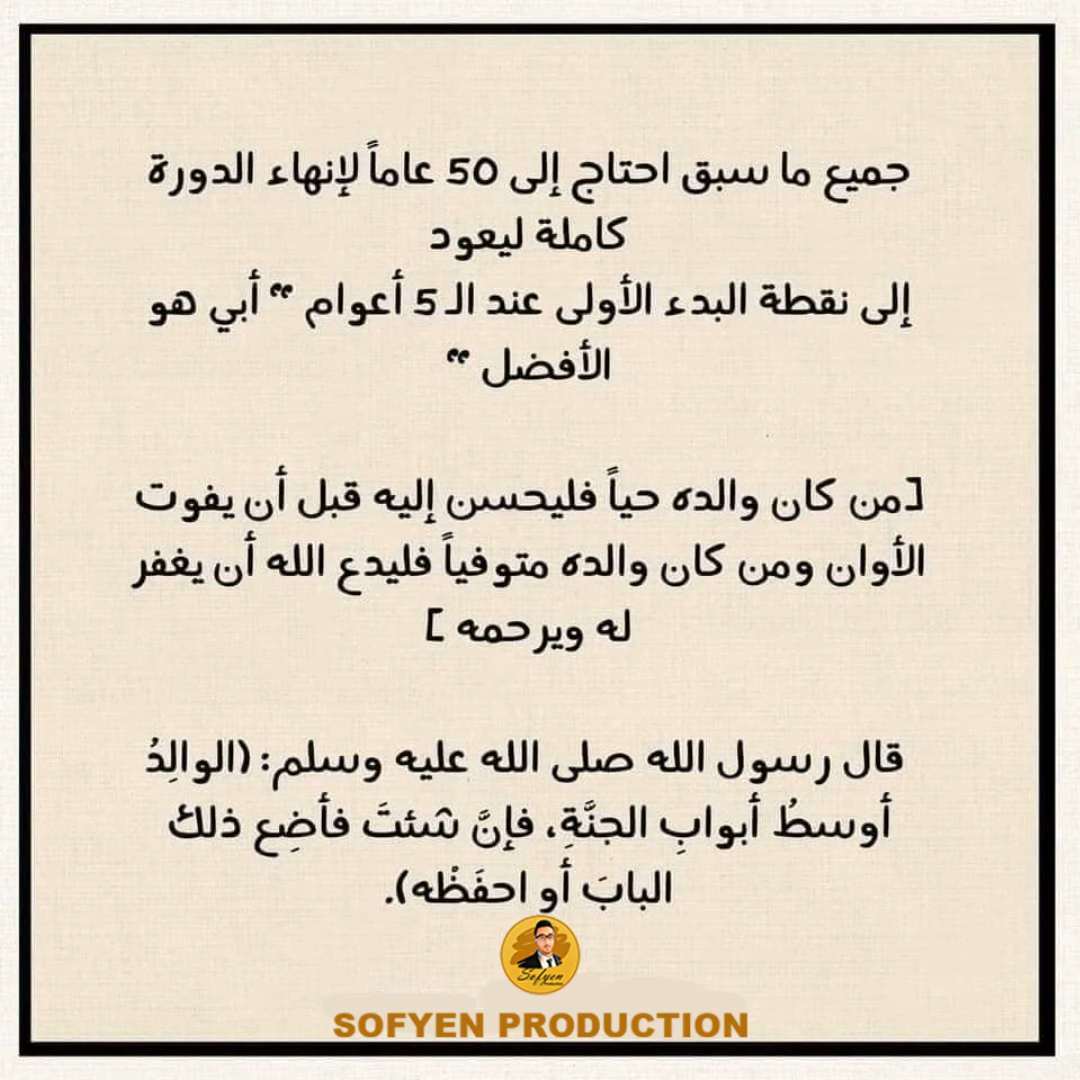 جميع ما سبق احتاج إلى 50 عاماً لإنهاء الدورة
كاملة ليعود
إلى نقطة البدء الأولى عند الـ 5 أعوام “ أبي هو
الأفضل “
[من كان والده حياً فليحسن إليه قبل أن يفوت
الأوان ومن كان والده متوفياً فليدع الله أن يغفر
له ويرحمه ]
قال رسول الله صلى الله عليه وسلم: (الوالِدُ
أوسطُ أبوابِ الجنَّةِ، فإنَّ شئتَ فأضِع ذلك
البابَ أو احفَظْه).
Sofyen
SOFYEN PRODUCTION